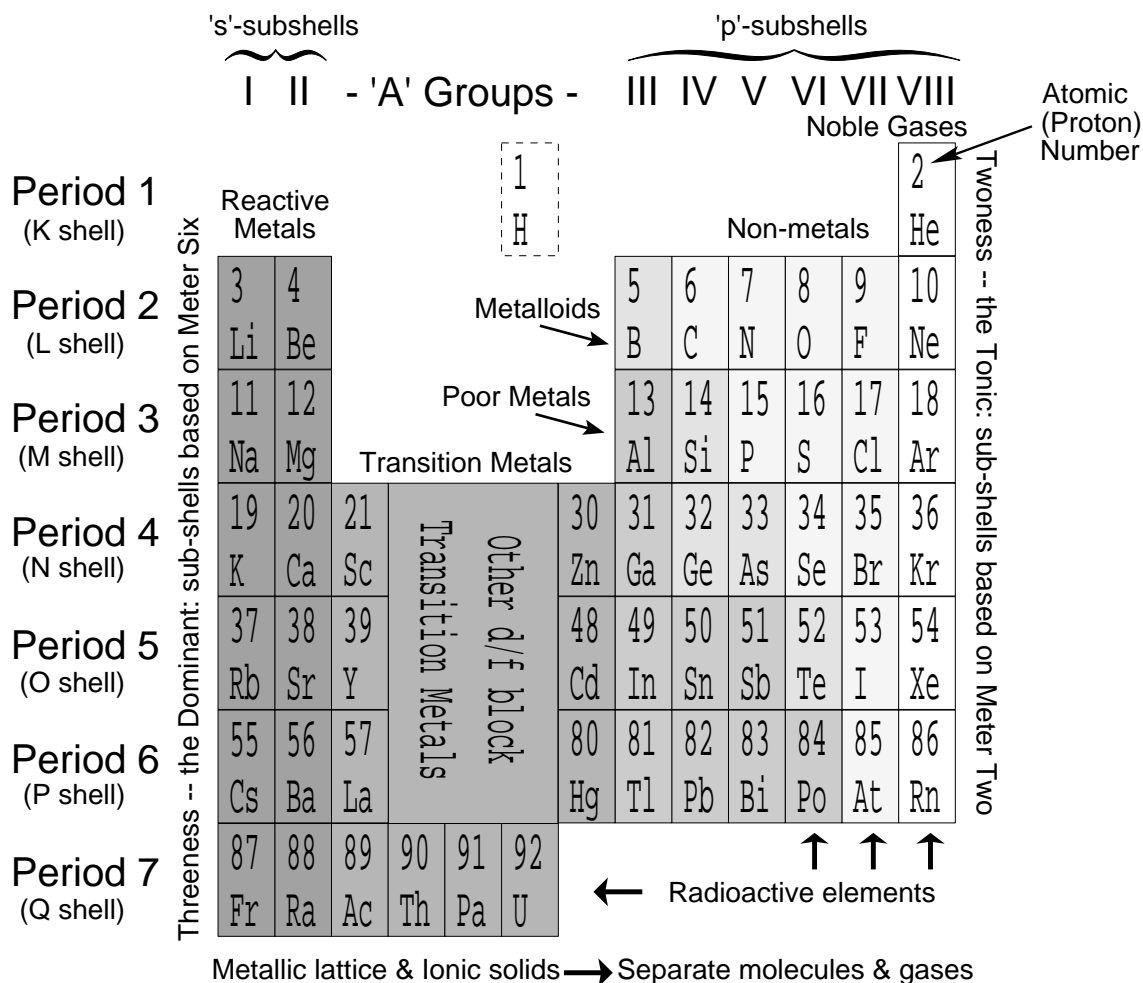 's'-subshells 'p'-subshells
I II - 'A' Groups - III IV V VI VII VIII
Atomic
(Proton)
Number
Noble Gases
Period 1
(K shell)
Reactive
Metals
1
H
Non-metals
2
He
Period 2
(L shell)
3 4 5 6 7 8 9 10
Li Be B C N O F Ne
Metalloids
Period 3
(M shell)
11 12 13 14 15 16 17 18
Na Mg Al Si P S Cl Ar
Poor Metals
Transition Metals
Period 4
(N shell)
19 20 21 30 31 32 33 34 35 36
K Ca Sc Zn Ga Ge As Se Br Kr
Other d/f block
Transition Metals
Period 5
(O shell)
37 38 39 48 49 50 51 52 53 54
Rb Sr Y Cd In Sn Sb Te I Xe
Period 6
(P shell)
55 56 57 80 81 82 83 84 85 86
Cs Ba La Hg Tl Pb Bi Po At Rn
Period 7
(Q shell)
87 88 89 90 91 92
Fr Ra Ac Th Pa U
Radioactive elements
Metallic lattice & Ionic solids Separate molecules & gases
Threeness -- the Dominant: sub-shells based on Meter Six
Twoness -- the Tonic: sub-shells based on Meter Two